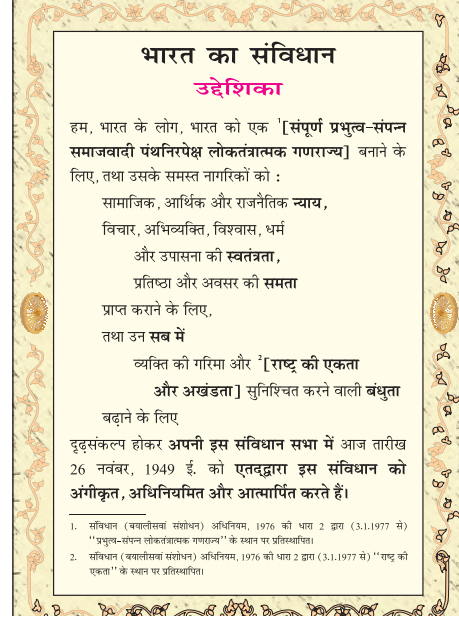 भारत का संविधान
उद्देशिका
हम, भारत के लोग, भारत को एक ¹[संपूर्ण प्रभुत्व-संपन्न
समाजवादी पंथनिरपेक्ष लोकतंत्रात्मक गणराज्य] बनाने के
लिए, तथा उसके समस्त नागरिकों को :
सामाजिक, आर्थिक और राजनैतिक न्याय,
विचार, अभिव्यक्ति, विश्वास, धर्म
और उपासना की स्वतंत्रता,
प्रतिष्ठा और अवसर की समता
प्राप्त कराने के लिए,
तथा उन सब में
व्यक्ति की गरिमा और ²[राष्ट्र की एकता
और अखंडता] सुनिश्चित करने वाली बंधुता
बढ़ाने के लिए
दृढ़संकल्प होकर अपनी इस संविधान सभा में आज तारीख
26 नवंबर, 1949 ई. को एतद्द्वारा इस संविधान को
अंगीकृत, अधिनियमित और आत्मार्पित करते हैं।
1. संविधान (बयालीसवां संशोधन) अधिनियम, 1976 की धारा 2 द्वारा (3.1.1977 से)
"प्रभुत्व-संपन्न लोकतंत्रात्मक गणराज्य" के स्थान पर प्रतिस्थापित।
2. संविधान (बयालीसवां संशोधन) अधिनियम, 1976 की धारा 2 द्वारा (3.1.1977 से) "राष्ट्र की
एकता" के स्थान पर प्रतिस्थापित।